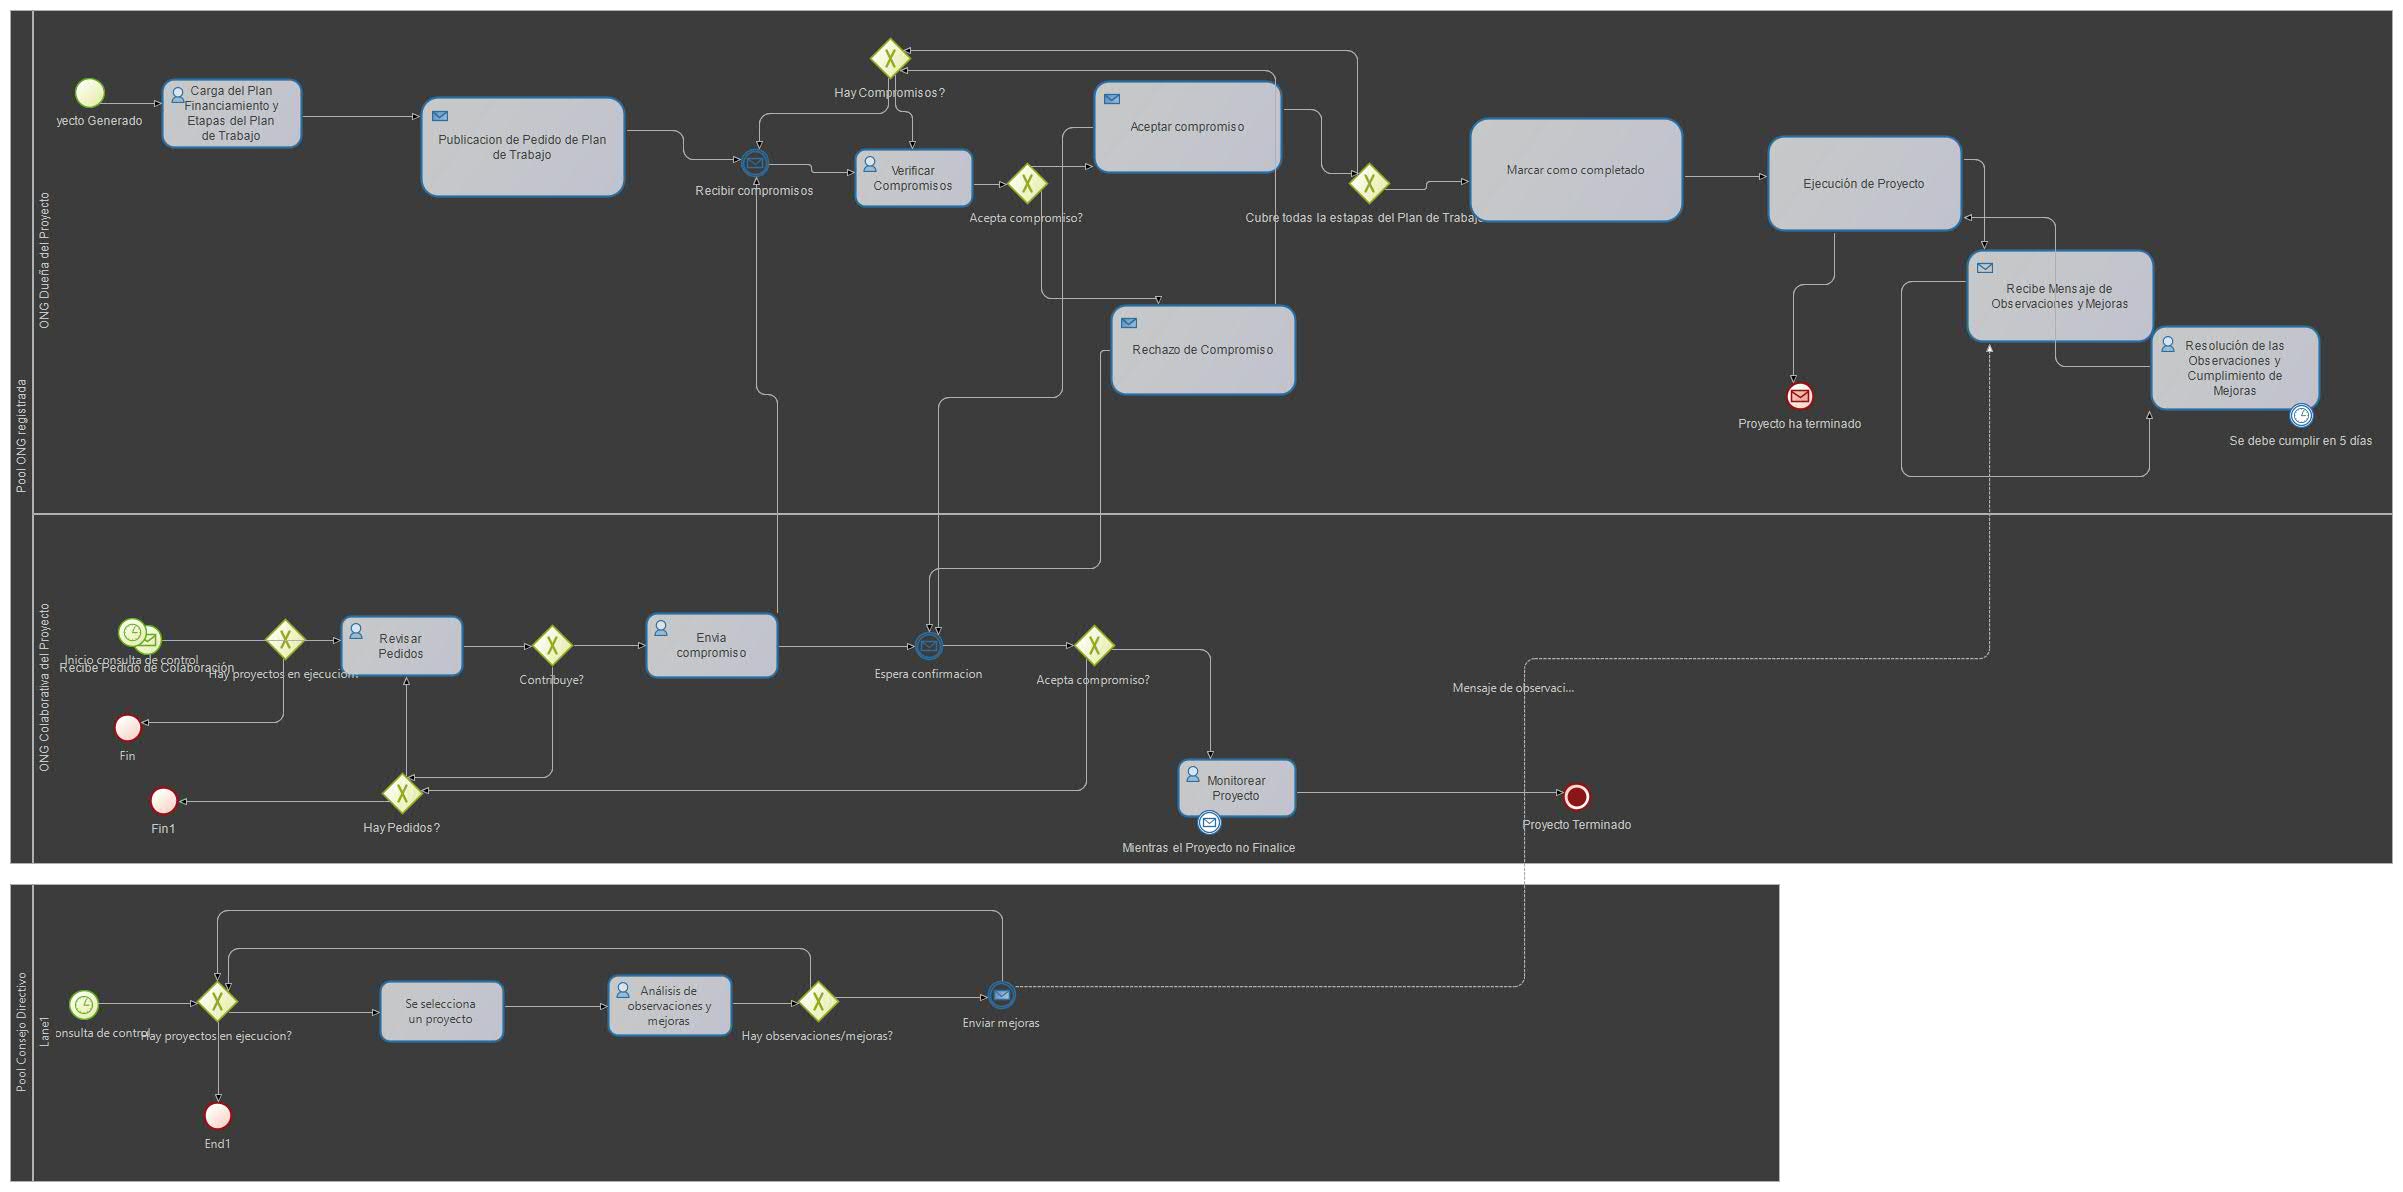 Pool ONG registrada
ONG Dueña del Proyecto
yecto Generado
Carga del Plan
Financiamiento y
Etapas del Plan
de Trabajo
Publicacion de Pedido de Plan
de Trabajo
Hay Compromisos?
Recibir compromisos
Verificar
Compromisos
Acepta compromiso?
Aceptar compromiso
Rechazo de Compromiso
Cubre todas la estapas del Plan de Trabajo
Marcar como completado
Ejecución de Proyecto
Recibe Mensaje de
Observaciones y Mejoras
Resolución de las
Observaciones y
Cumplimiento de
Mejoras
Se debe cumplir en 5 días
Proyecto ha terminado
ONG Colaborativa del Proyecto
Inicio consulta de control
Recibe Pedido de Colaboración
Hay proyectos en ejecucion?
Revisar
Pedidos
Contribuye?
Envia
compromiso
Espera confirmacion
Acepta compromiso?
Mensaje de observaci...
Fin
Fin1
Hay Pedidos?
Monitorear
Proyecto
Mientras el Proyecto no Finalice
Proyecto Terminado
Pool Consejo Directivo
Lane1
onsulta de control
Hay proyectos en ejecucion?
Se selecciona
un proyecto
Análisis de
observaciones y
mejoras
Hay observaciones/mejoras?
Enviar mejoras
End1